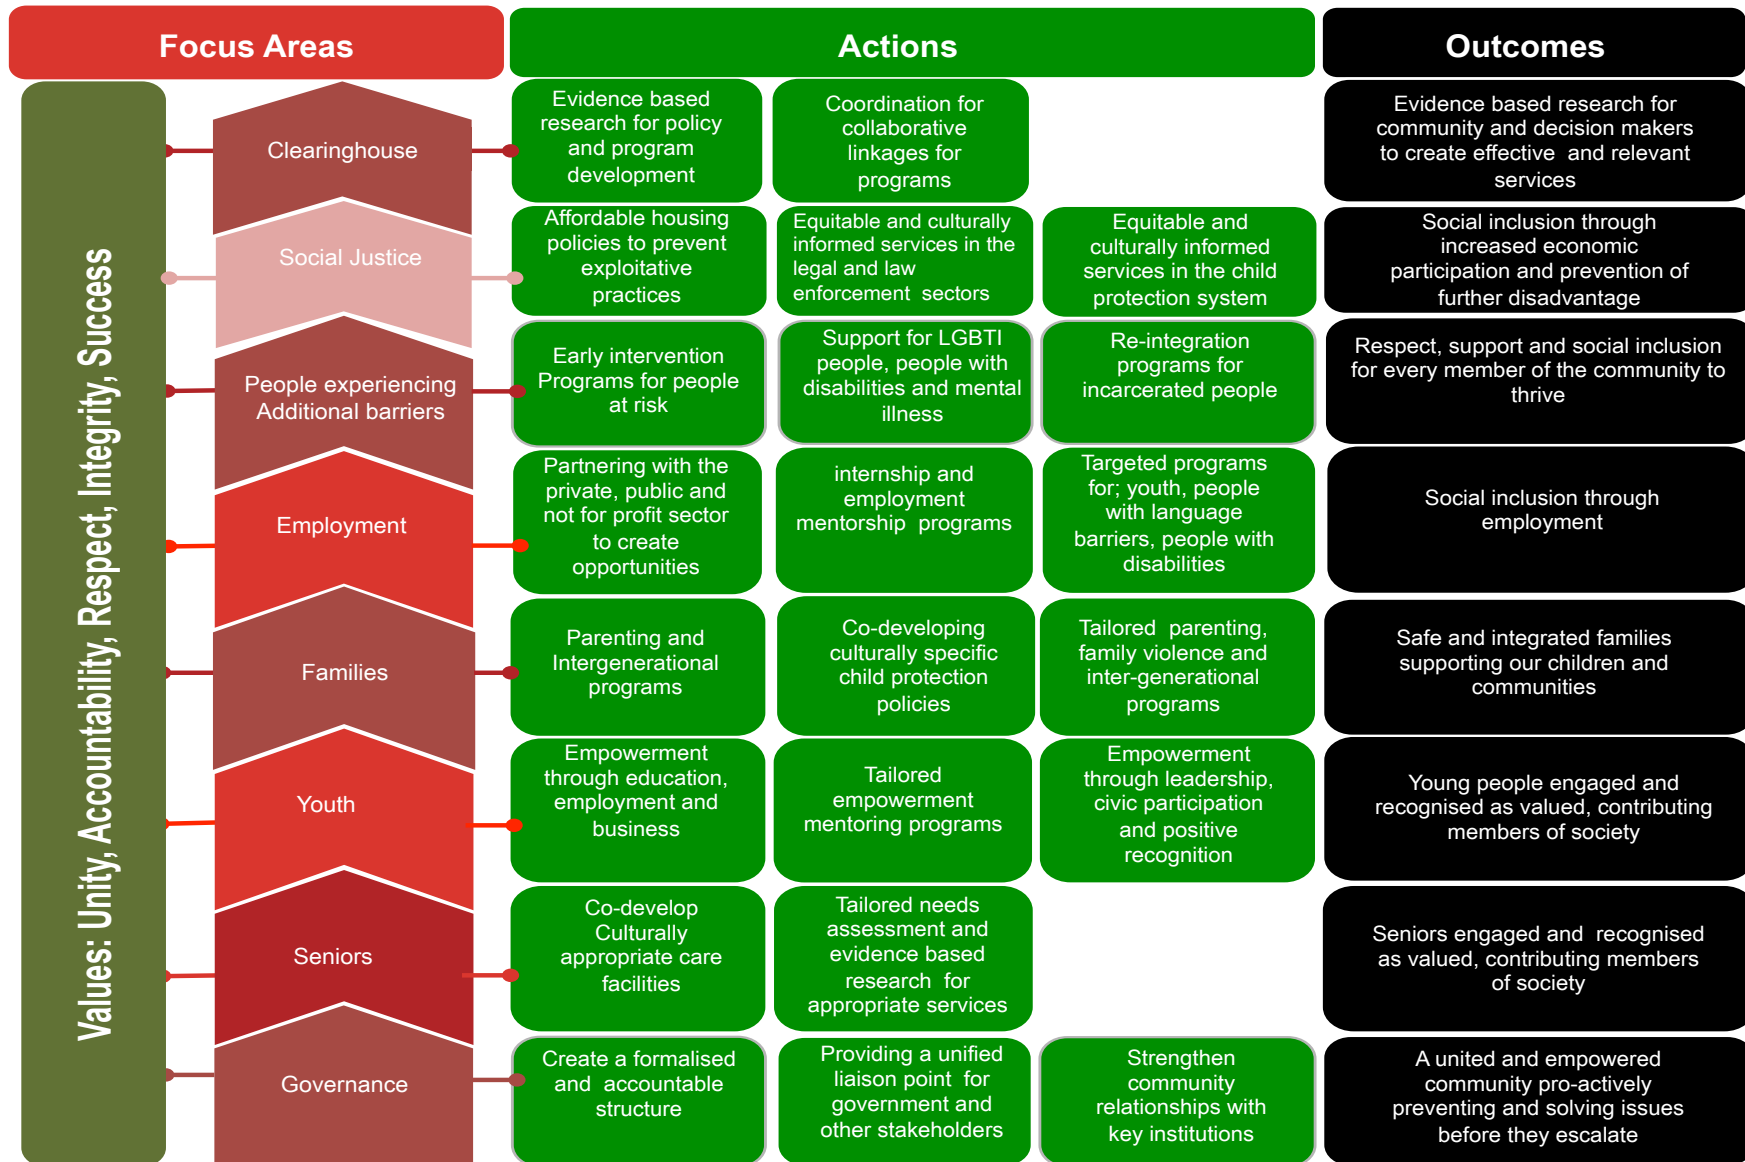 Focus Areas
Actions
Outcomes
Values: Unity, Accountability, Respect, Integrity, Success
Clearinghouse
Evidence based
research for policy
and program
development
Coordination for
collaborative
linkages for
programs
Evidence based research for
community and decision makers
to create effective and relevant
services
Social Justice
Affordable housing
policies to prevent
exploitative
practices
Equitable and culturally
informed services in the
legal and law
enforcement sectors
Equitable and
culturally informed
services in the child
protection system
Social inclusion through
increased economic
participation and prevention of
further disadvantage
People experiencing
Additional barriers
Early intervention
Programs for people
at risk
Support for LGBTI
people, people with
disabilities and mental
illness
Re-integration
programs for
incarcerated people
Respect, support and social inclusion
for every member of the community to
thrive
Employment
Partnering with the
private, public and
not for profit sector
to create
opportunities
internship and
employment
mentorship programs
Targeted programs
for; youth, people
with language
barriers, people with
disabilities
Social inclusion through
employment
Families
Parenting and
Intergenerational
programs
Co-developing
culturally specific
child protection
policies
Tailored parenting,
family violence and
inter-generational
programs
Safe and integrated families
supporting our children and
communities
Youth
Empowerment
through education,
employment and
business
Tailored
empowerment
mentoring programs
Empowerment
through leadership,
civic participation
and positive
recognition
Young people engaged and
recognised as valued, contributing
members of society
Seniors
Co-develop
Culturally
appropriate care
facilities
Tailored needs
assessment and
evidence based
research for
appropriate services
Seniors engaged and recognised
as valued, contributing members
of society
Governance
Create a formalised
and accountable
structure
Providing a unified
liaison point for
government and
other stakeholders
Strengthen
community
relationships with
key institutions
A united and empowered
community pro-actively
preventing and solving issues
before they escalate